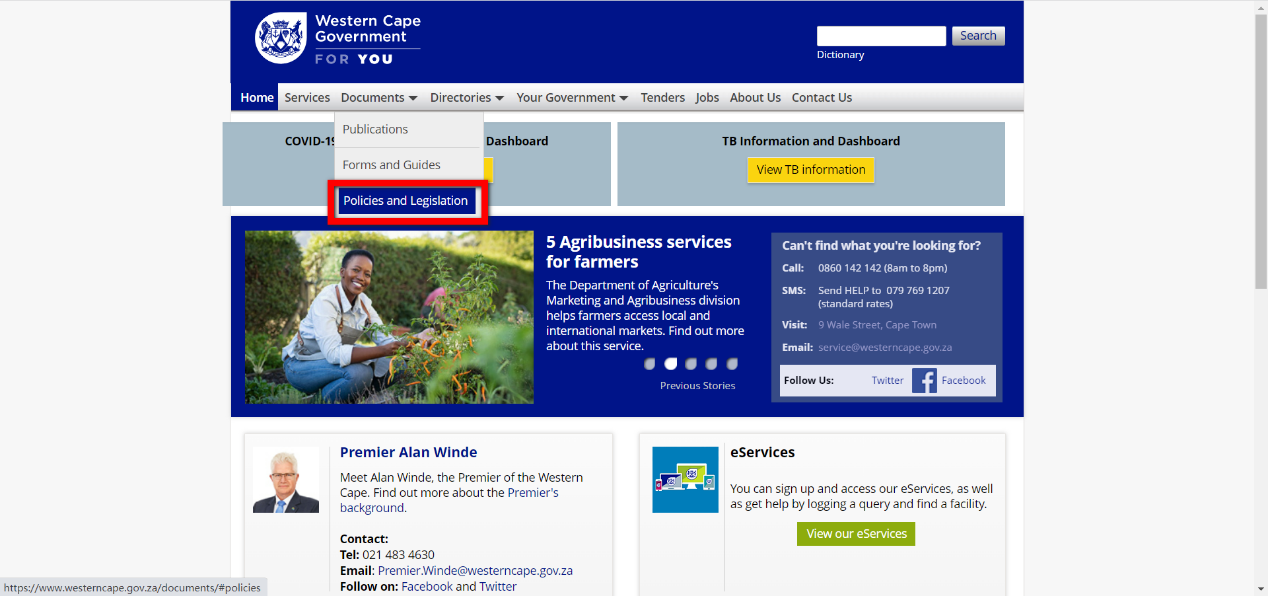 Western Cape
Government
FOR YOU
Search
Dictionary
Home Services Documents Directories Your Government Tenders Jobs About Us Contact Us
Publications
Forms and Guides
Policies and Legislation
COVID-19 Dashboard
TB Information and Dashboard
View TB information
5 Agribusiness services
for farmers
The Department of Agriculture's
Marketing and Agribusiness division
helps farmers access local and
international markets. Find out more
about this service.
Previous Stories
Can't find what you're looking for?
Call: 0860 142 142 (8am to 8pm)
SMS: Send HELP to 079 769 1207
(standard rates)
Visit: 9 Wale Street, Cape Town
Email: service@westerncape.gov.za
Follow Us: Twitter Facebook
Premier Alan Winde
Meet Alan Winde, the Premier of the Western
Cape. Find out more about the Premier's
background.
Contact:
Tel: 021 483 4630
Email: Premier.Winde@westerncape.gov.za
Follow on: Facebook and Twitter
eServices
You can sign up and access our eServices, as well
as get help by logging a query and find a facility.
View our eServices
https://www.westerncape.gov.za/documents/#policies